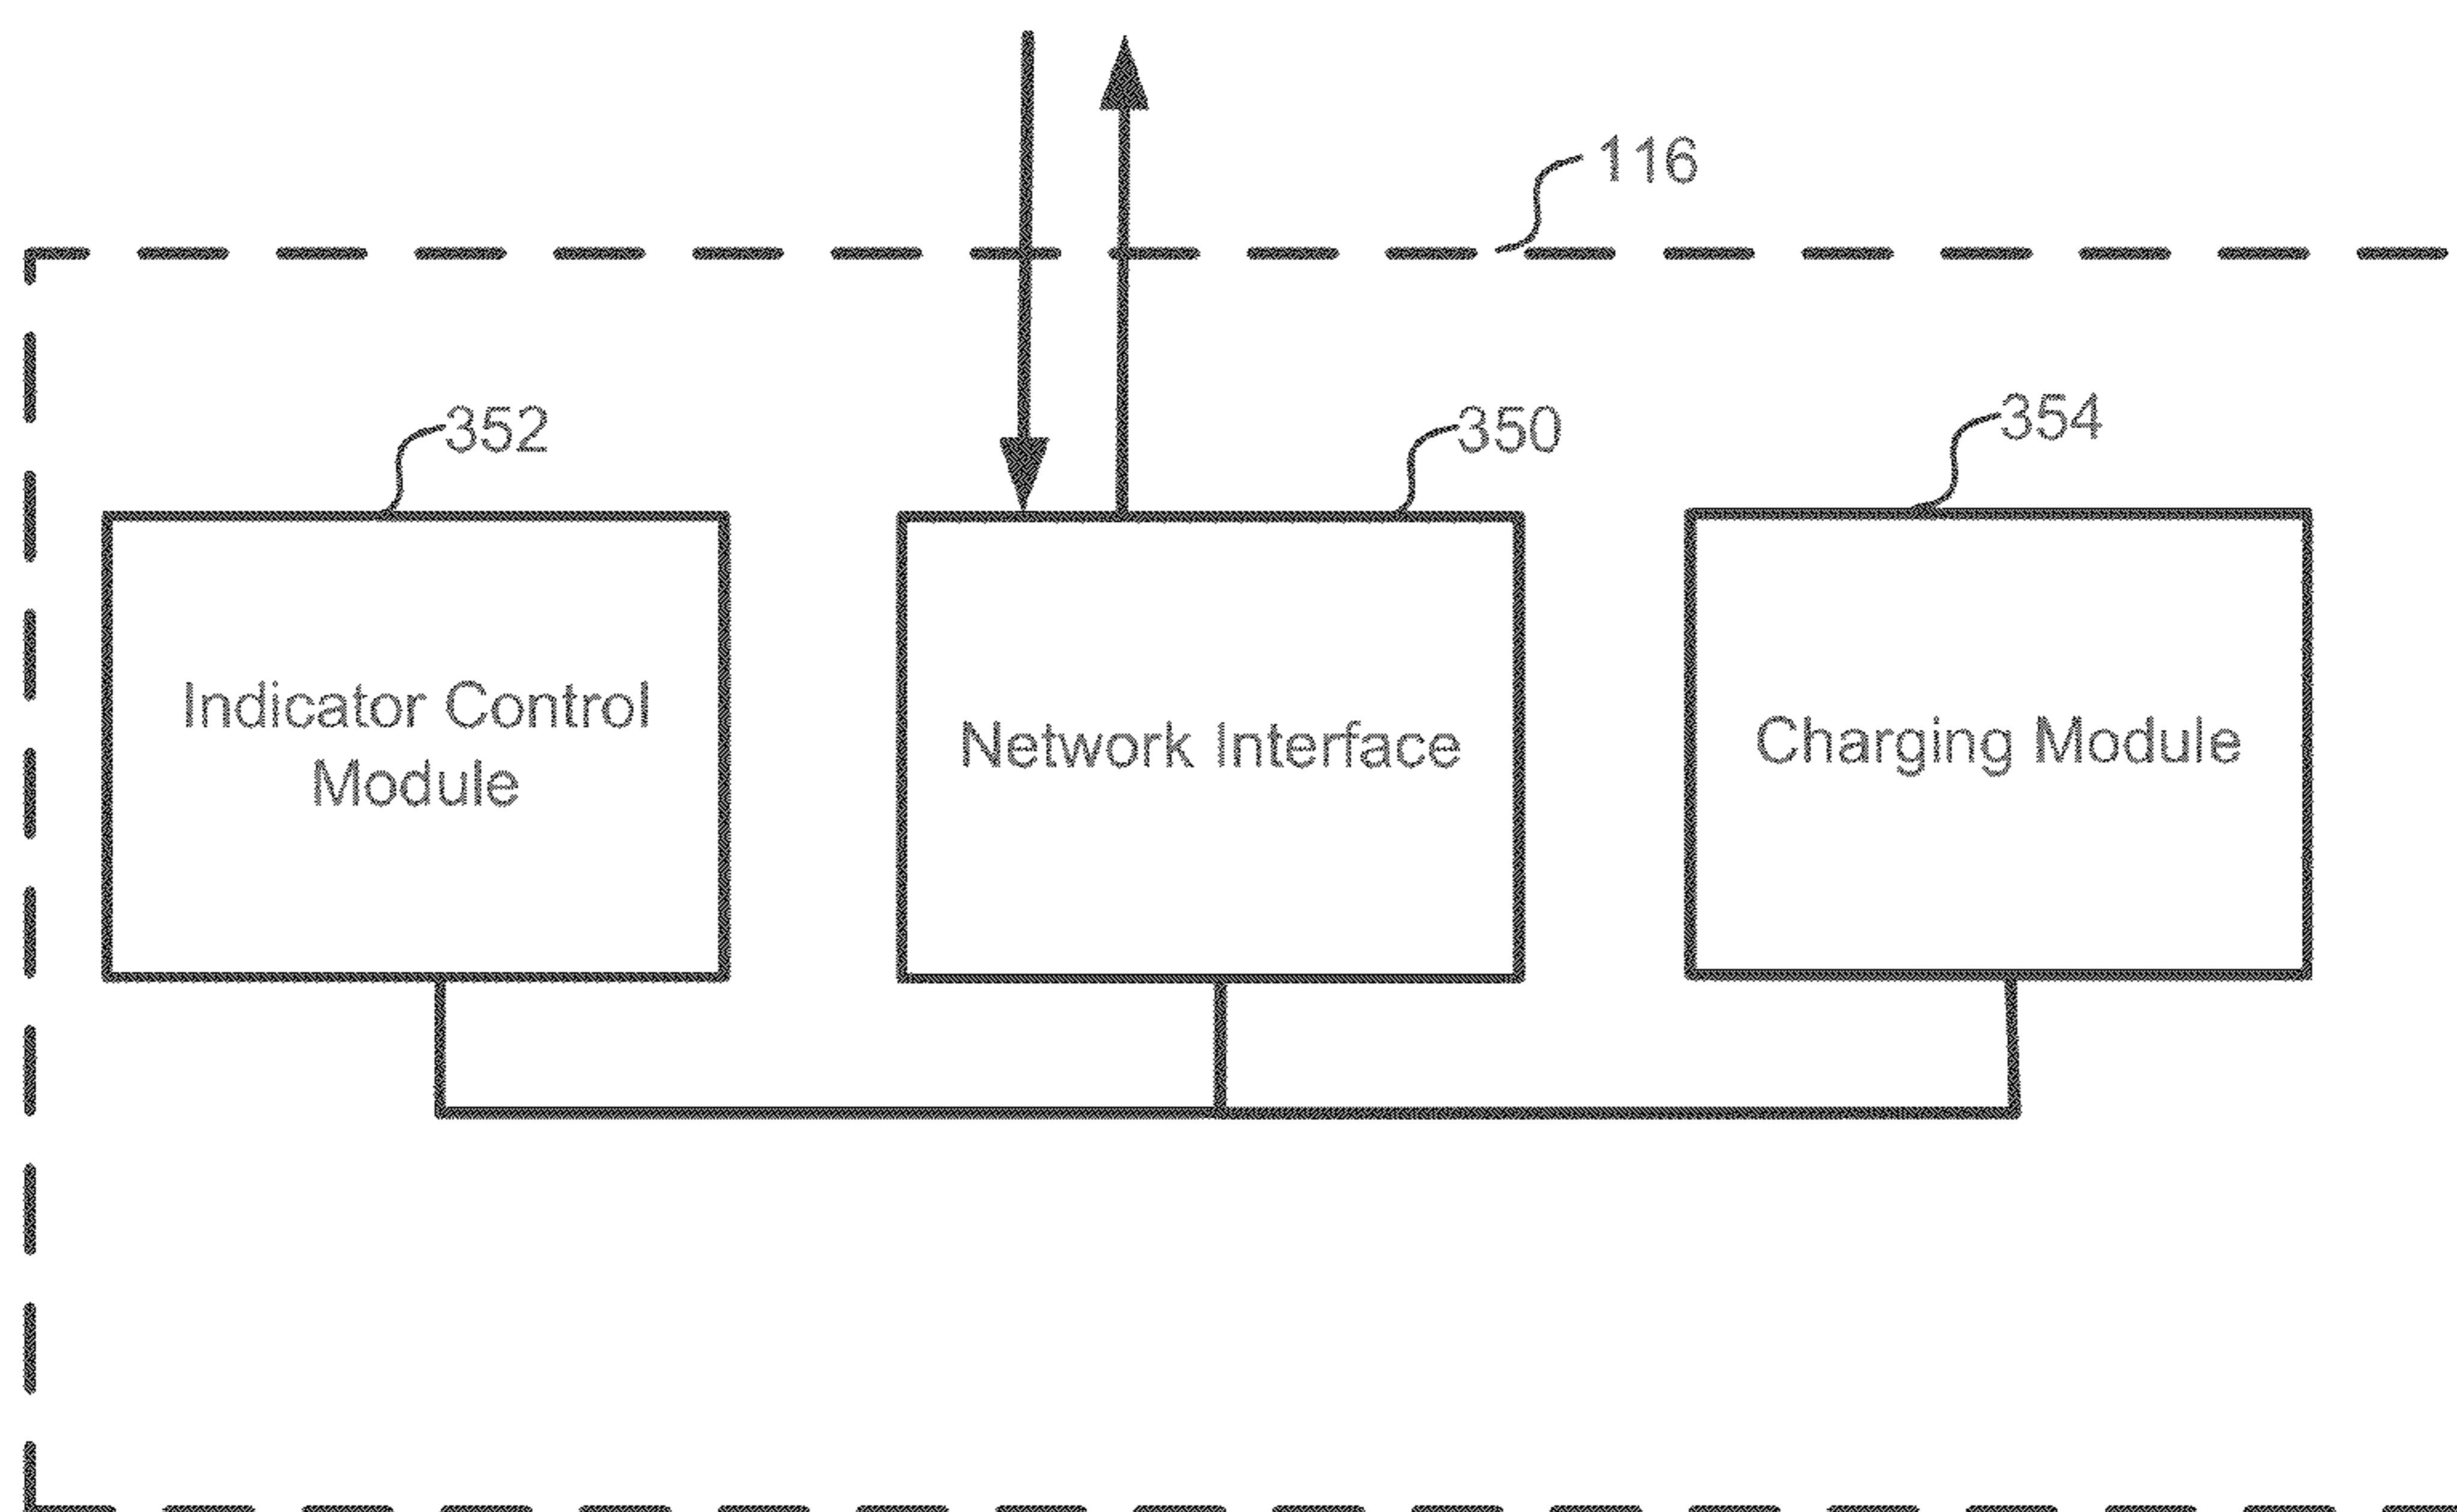 116
352
350
354
Indicator Control
Module
Network Interface
Charging Module